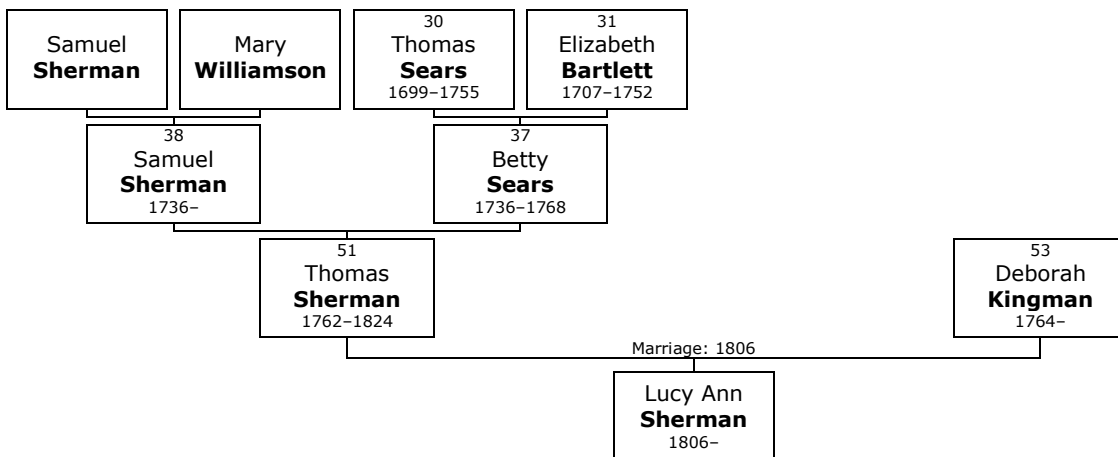 Samuel
Sherman
Mary
Williamson
30
Thomas
Sears
1699–1755
31
Elizabeth
Bartlett
1707–1752
38
Samuel
Sherman
1736–
37
Betty
Sears
1736–1768
51
Thomas
Sherman
1762–1824
53
Deborah
Kingman
1764–
Marriage: 1806
Lucy Ann
Sherman
1806–